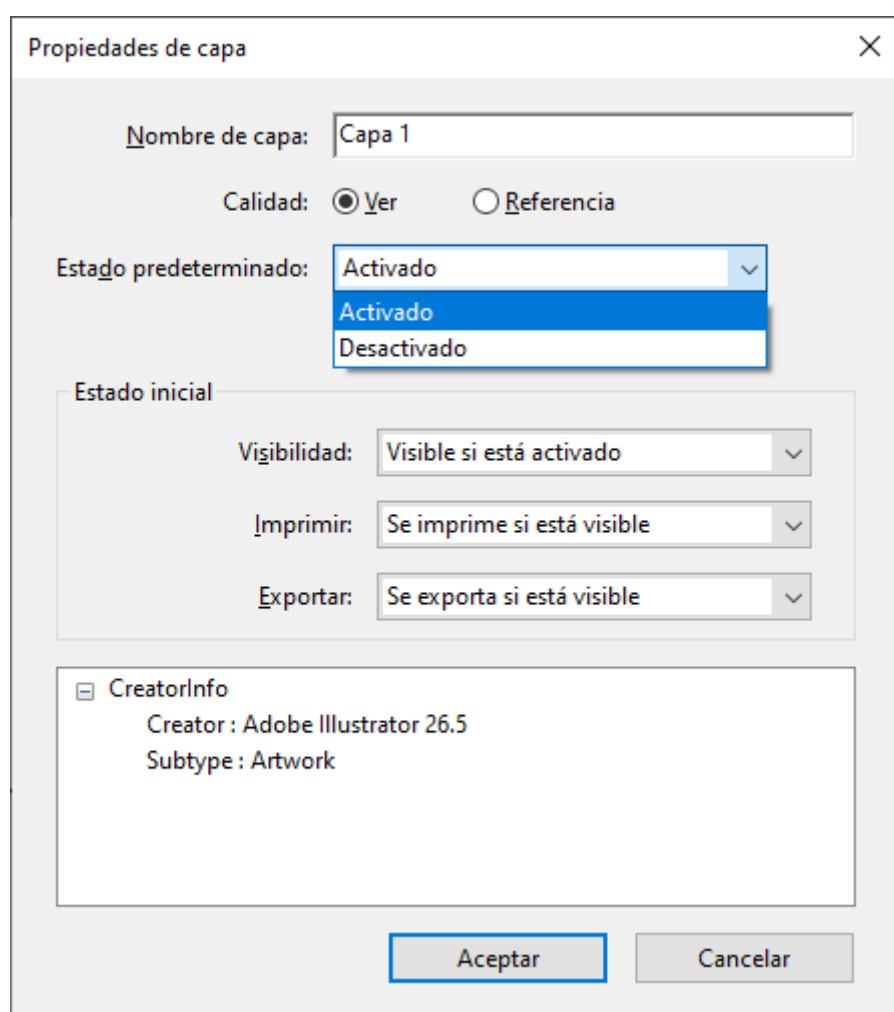 Propiedades de capa
Nombre de capa: Capa 1
Calidad: Ver Referencia
Estado predeterminado: Activado
Activado
Desactivado
Estado inicial
Visibilidad: Visible si está activado
Imprimir: Se imprime si está visible
Exportar: Se exporta si está visible
CreatorInfo
Creator : Adobe Illustrator 26.5
Subtype : Artwork
Aceptar Cancelar